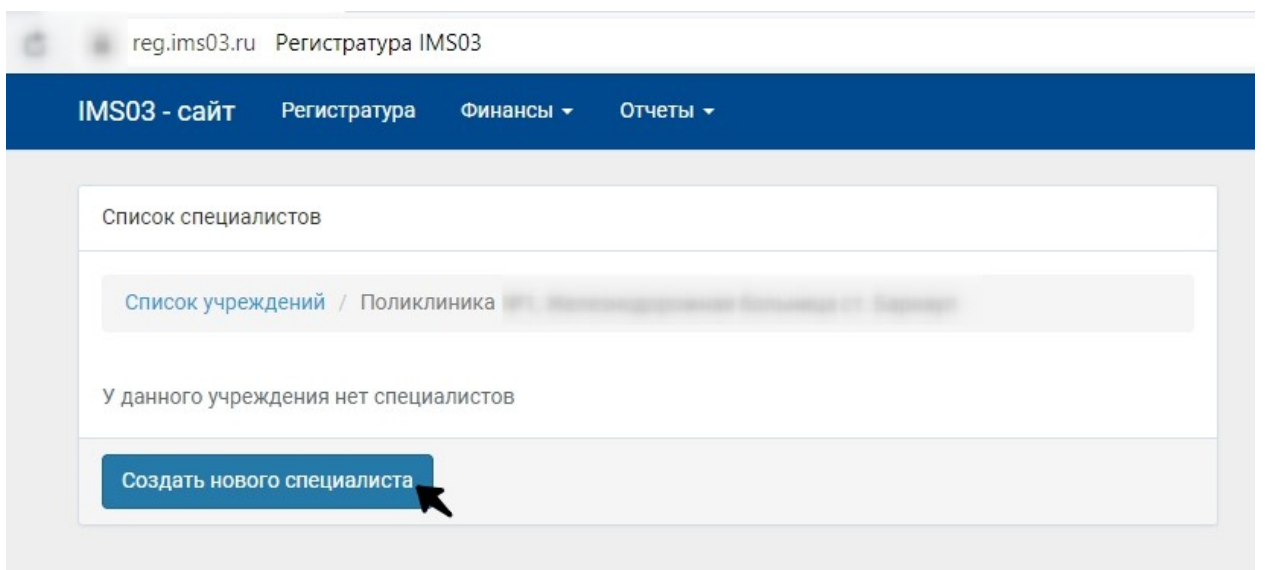 reg.ims03.ru Регистратура IMS03
IMS03 - сайт Регистратура Финансы Отчеты
Список специалистов
Список учреждений / Поликлиника
У данного учреждения нет специалистов
Создать нового специалиста